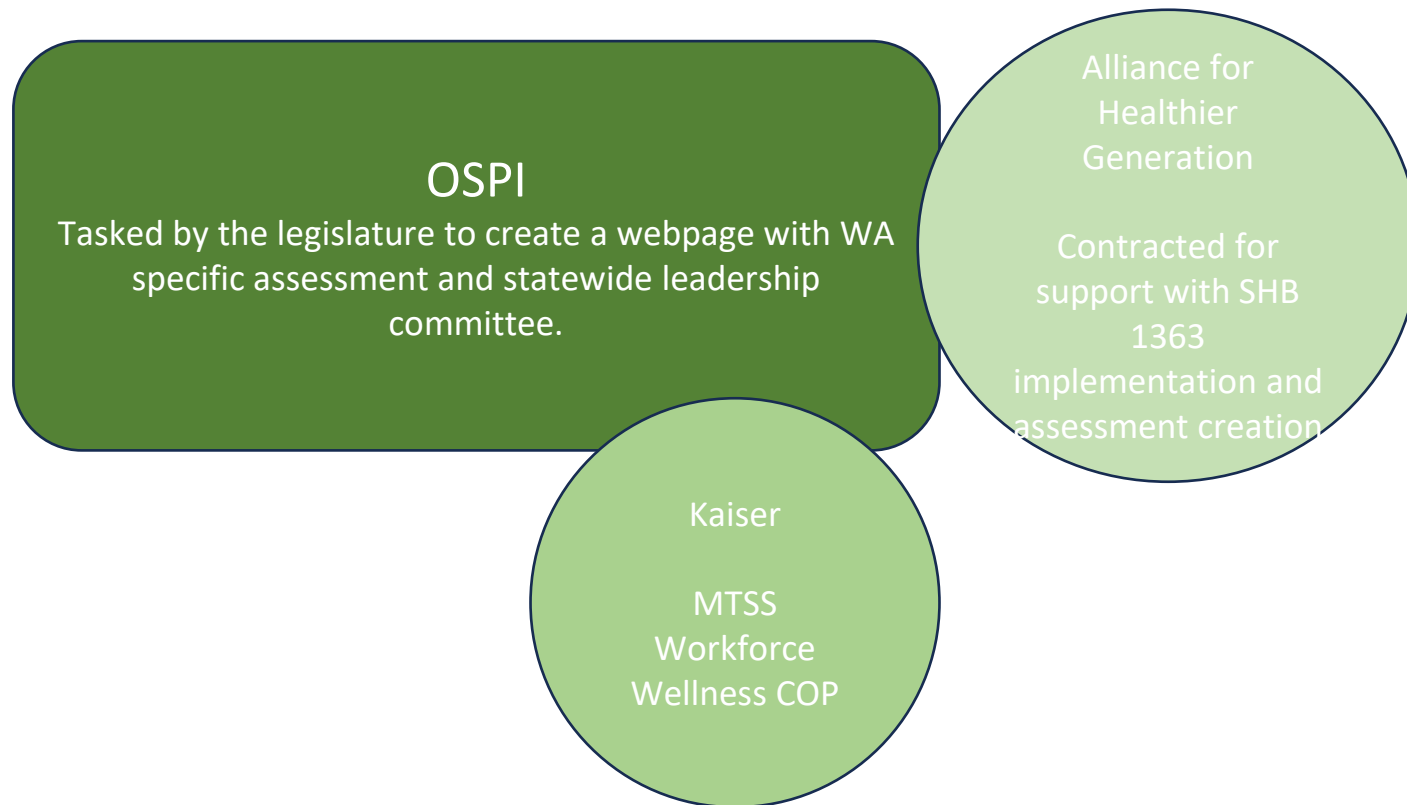 OSPI
Tasked by the legislature to create a webpage with WA
specific assessment and statewide leadership
committee.
Alliance for
Healthier
Generation
Contracted for
support with SHB
1363
implementation and
assessment creation
Kaiser
MTSS
Workforce
Wellness COP